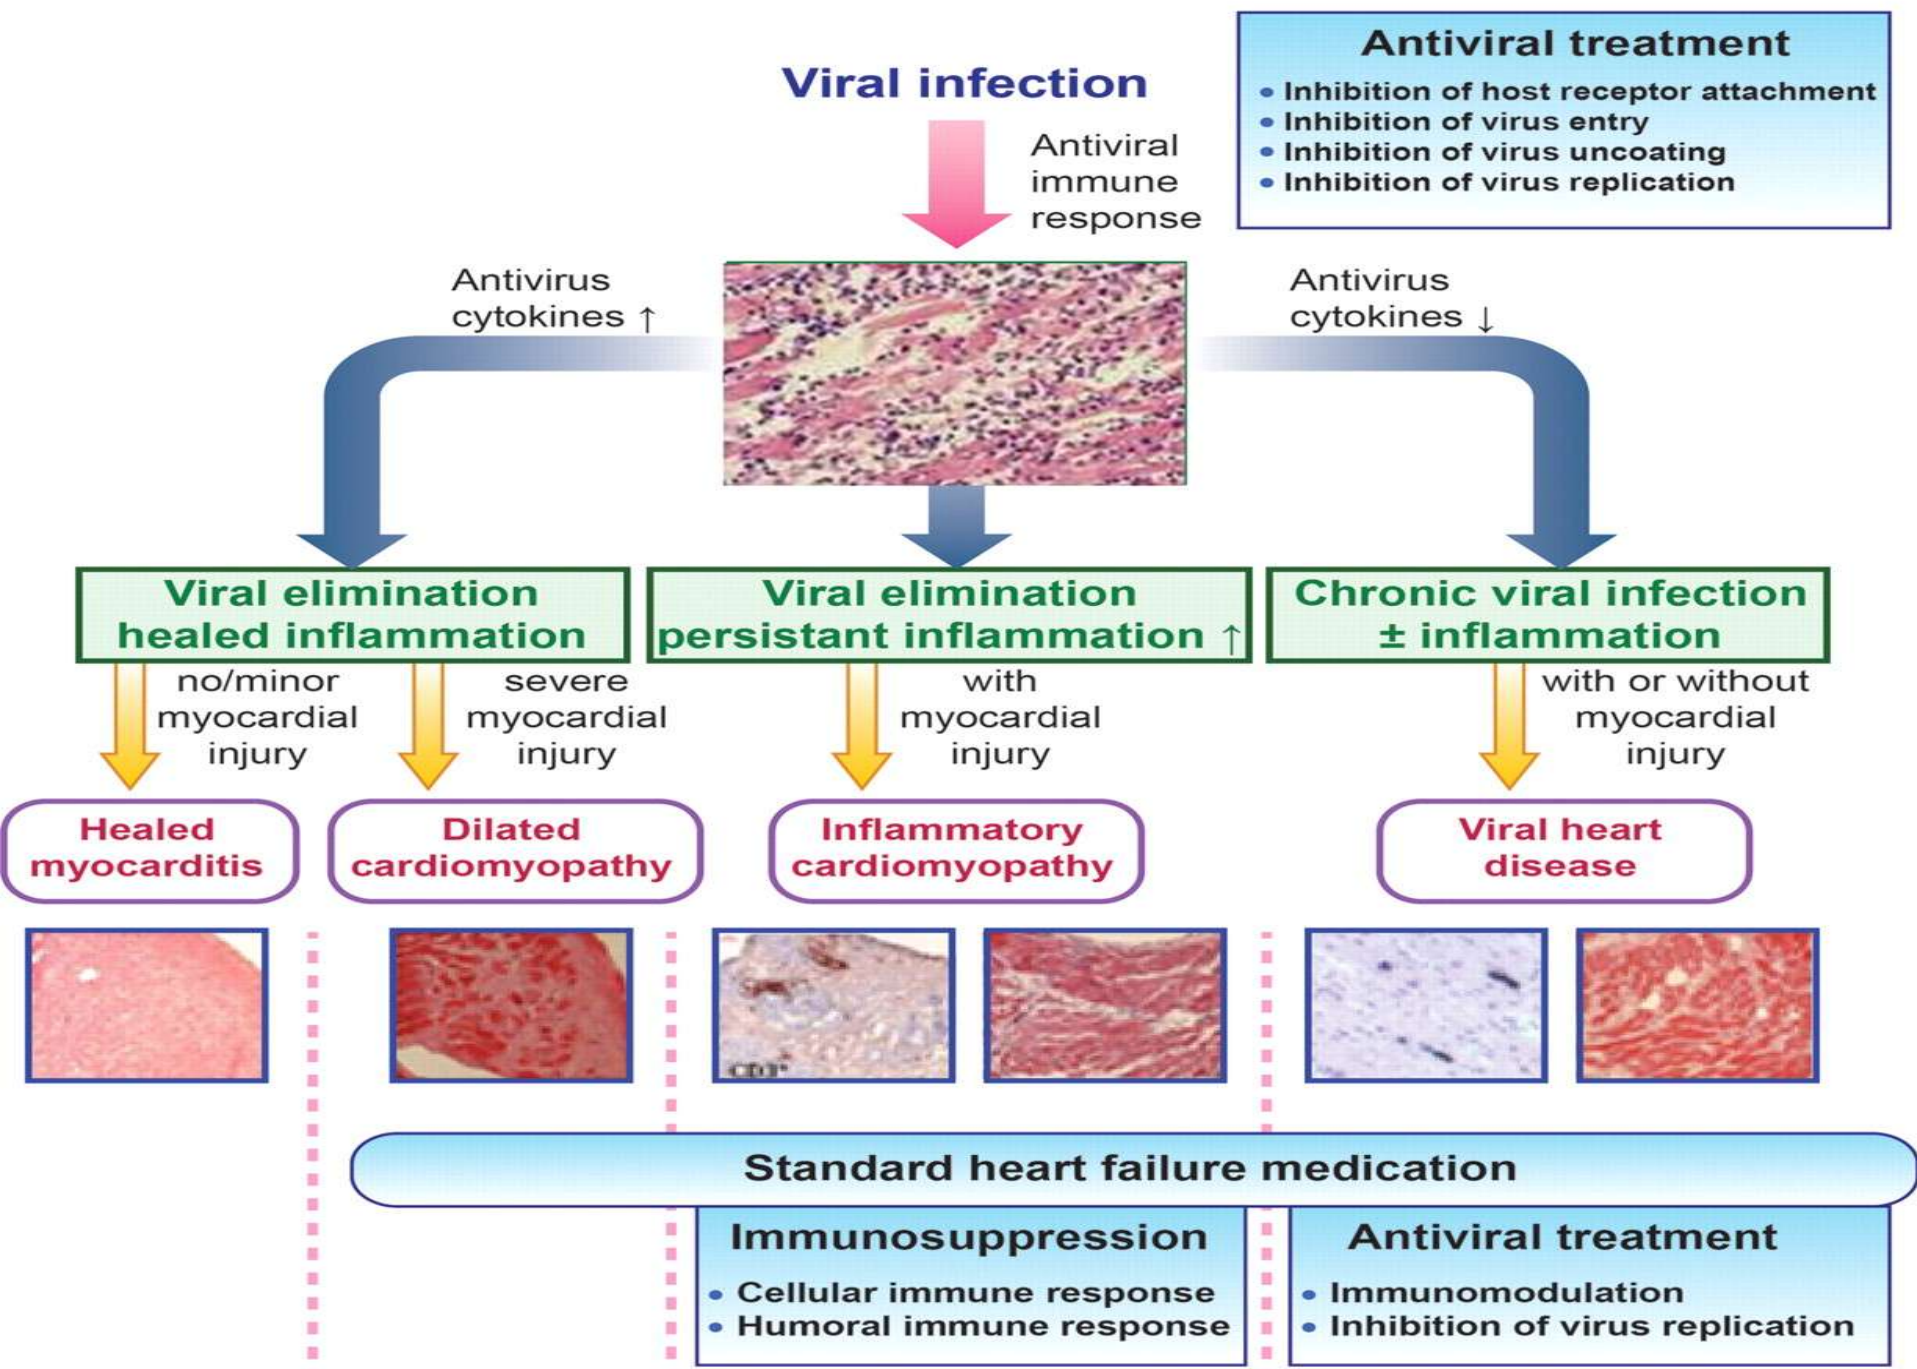 Viral infection
Antiviral
immune
response
Antiviral treatment
• Inhibition of host receptor attachment
• Inhibition of virus entry
• Inhibition of virus uncoating
• Inhibition of virus replication
Antivirus
cytokines ↑
Antivirus
cytokines ↓
Viral elimination
healed inflammation
Viral elimination
persistant inflammation ↑
Chronic viral infection
± inflammation
no/minor
myocardial
injury
severe
myocardial
injury
with
myocardial
injury
with or without
myocardial
injury
Healed
myocarditis
Dilated
cardiomyopathy
Inflammatory
cardiomyopathy
Viral heart
disease
Standard heart failure medication
Immunosuppression
• Cellular immune response
• Humoral immune response
Antiviral treatment
• Immunomodulation
• Inhibition of virus replication